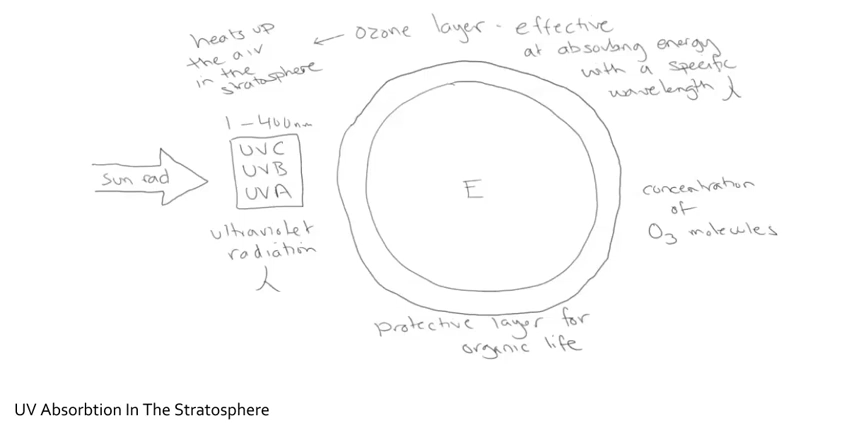 heats up
the air
in the
stratosphere
← ozone layer - effective
at absorbing energy
with a specific
wavelength λ
1 - 400nm
UVC
UVB
UVA
Sun rad
ultraviolet
radiation
λ
E
concentration
of
O3 molecules
protective layer for
organic life
UV Absorbtion In The Stratosphere